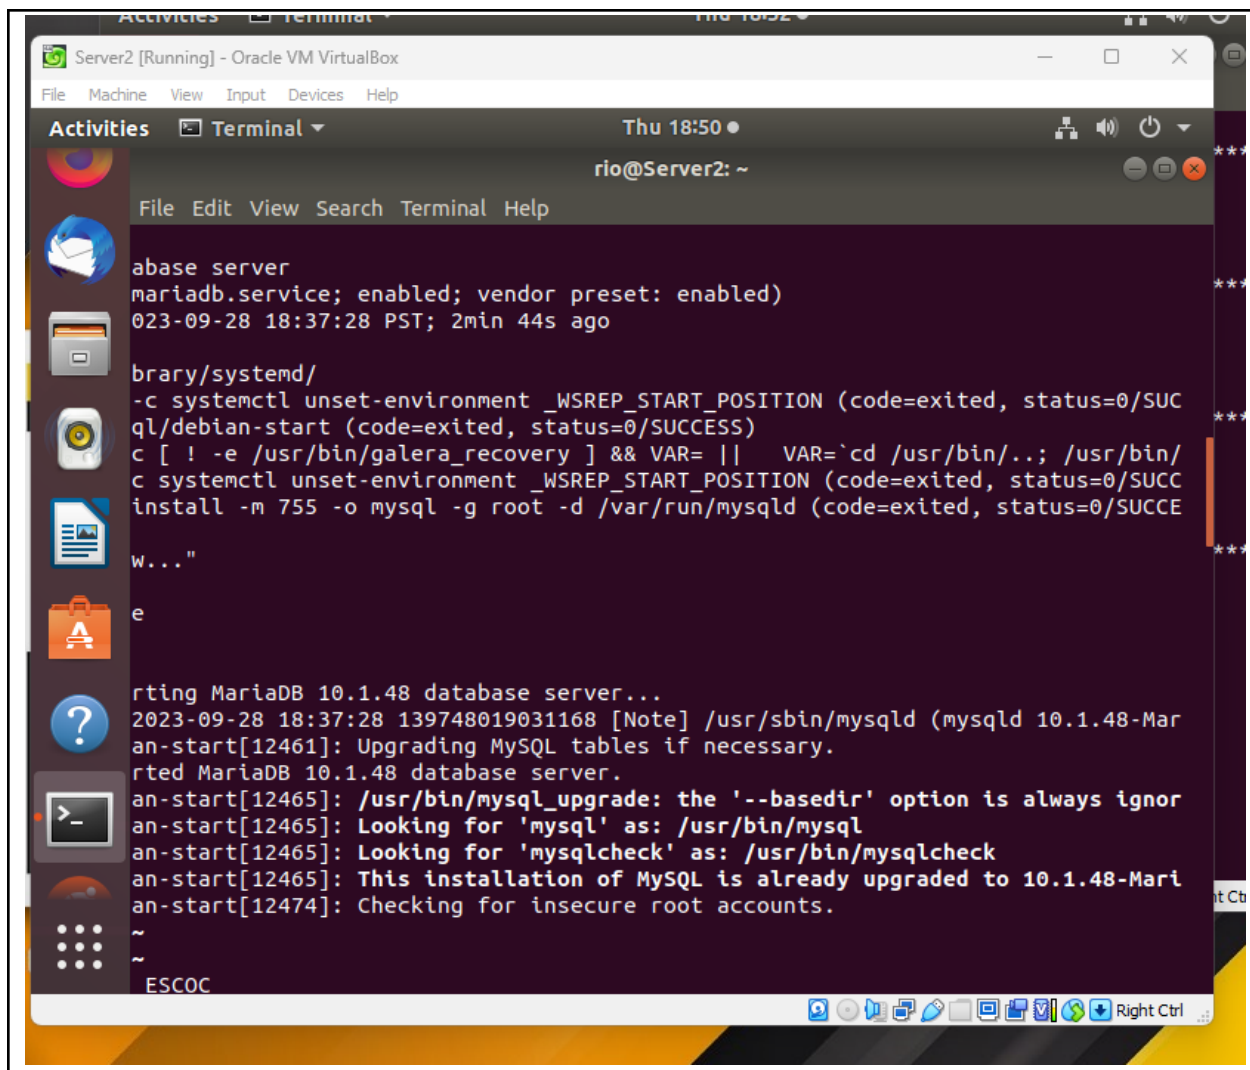 Activities Terminal Thu 18:52
Server2 [Running] - Oracle VM VirtualBox
File Machine View Input Devices Help
Activities Terminal Thu 18:50
rio@Server2: ~
File Edit View Search Terminal Help
abase server
mariadb.service; enabled; vendor preset: enabled)
023-09-28 18:37:28 PST; 2min 44s ago
brary/systemd/
-c systemctl unset-environment _WSREP_START_POSITION (code=exited, status=0/SUC
ql/debian-start (code=exited, status=0/SUCCESS)
c [ ! -e /usr/bin/galera_recovery ] && VAR= ||   VAR=`cd /usr/bin/..; /usr/bin/
c systemctl unset-environment _WSREP_START_POSITION (code=exited, status=0/SUCC
install -m 755 -o mysql -g root -d /var/run/mysqld (code=exited, status=0/SUCCE
w..."
e
rting MariaDB 10.1.48 database server...
2023-09-28 18:37:28 139748019031168 [Note] /usr/sbin/mysqld (mysqld 10.1.48-Mar
an-start[12461]: Upgrading MySQL tables if necessary.
rted MariaDB 10.1.48 database server.
an-start[12465]: /usr/bin/mysql_upgrade: the '--basedir' option is always ignor
an-start[12465]: Looking for 'mysql' as: /usr/bin/mysql
an-start[12465]: Looking for 'mysqlcheck' as: /usr/bin/mysqlcheck
an-start[12465]: This installation of MySQL is already upgraded to 10.1.48-Mari
an-start[12474]: Checking for insecure root accounts.
~
~
ESCOC
Right Ctrl
***
***
***
***
ht Ct